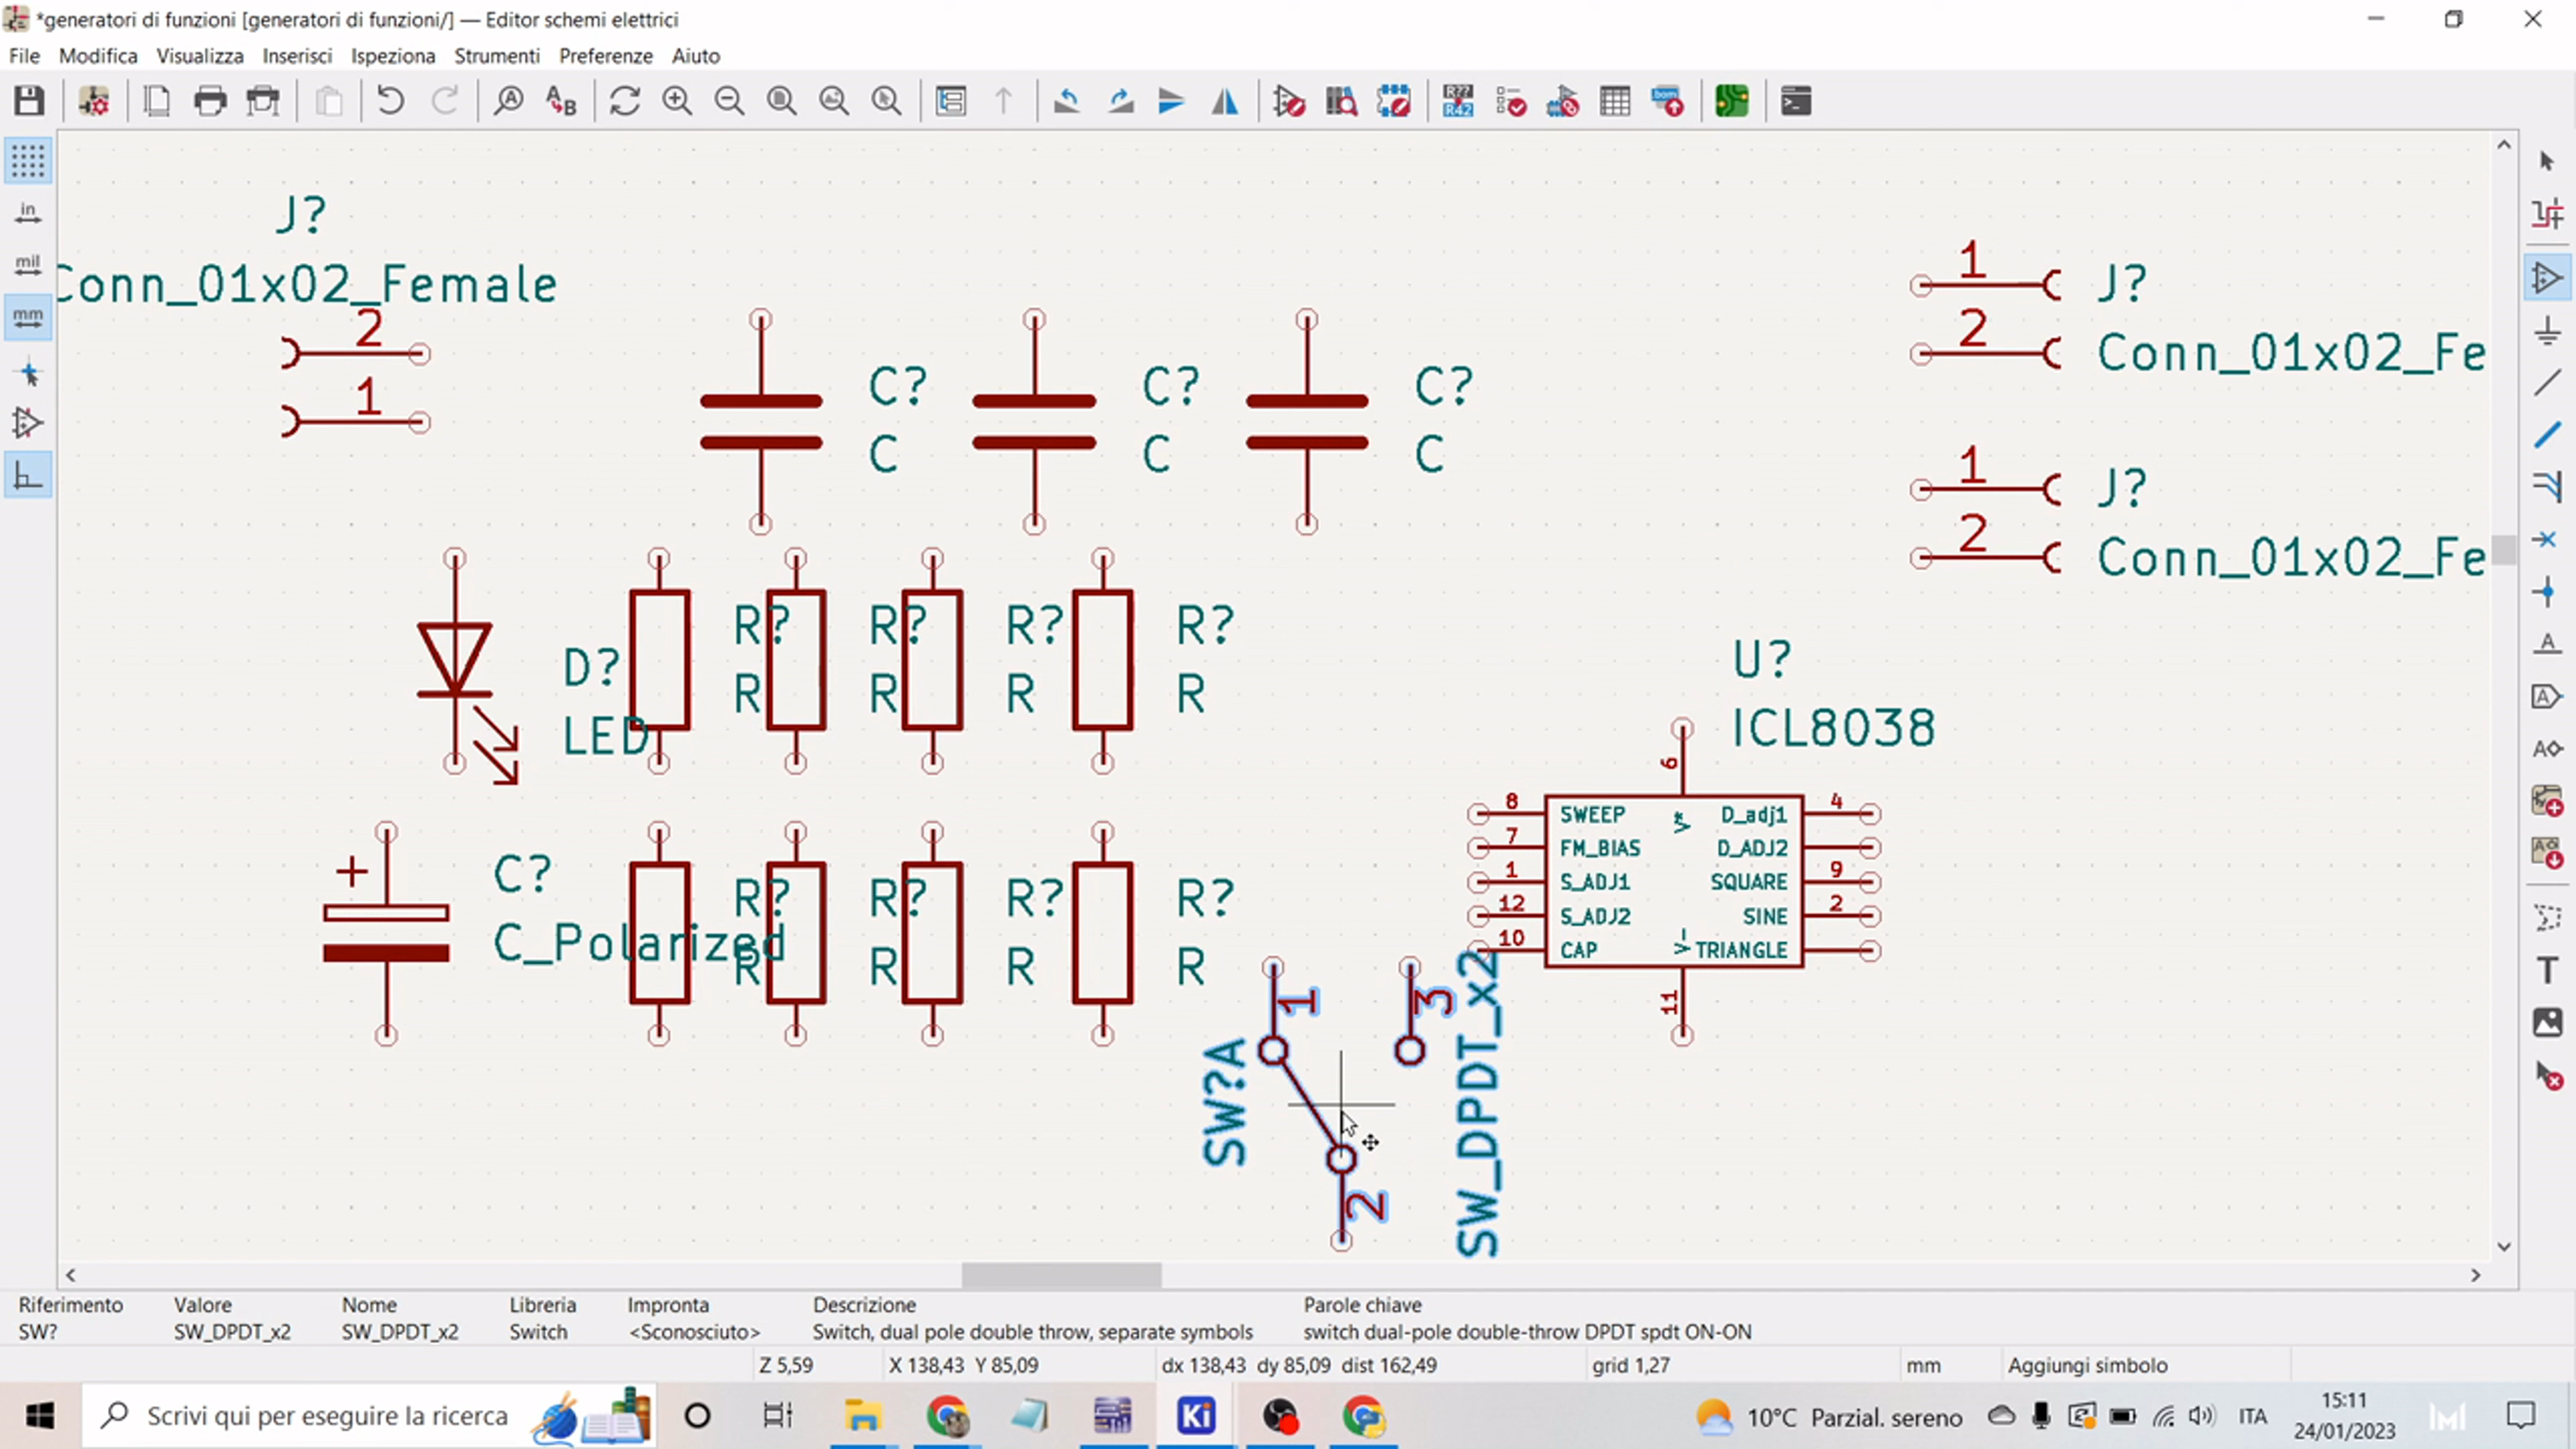 *generatori di funzioni [generatori di funzioni/] — Editor schemi elettrici
File Modifica Visualizza Inserisci Ispeziona Strumenti Preferenze Aiuto
in
mil
mm
J?
Conn_01x02_Female
2
1
C?
C
C?
C
C?
C
1
2
J?
Conn_01x02_Fe
1
2
J?
Conn_01x02_Fe
D?
LED
R?
R
R?
R
R?
R
R?
R
+
C?
C_Polarized
R?
R
R?
R
R?
R
R?
R
U?
ICL8038
6
8 SWEEP
7 FM_BIAS
1 S_ADJ1
12 S_ADJ2
10 CAP
V+
V-
D_adj1 4
D_ADJ2
SQUARE 9
SINE 2
TRIANGLE
11
SW?A
1
3
2
SW_DPDT_x2
Riferimento Valore Nome Libreria Impronta Descrizione Parole chiave
SW? SW_DPDT_x2 SW_DPDT_x2 Switch <Sconosciuto> Switch, dual pole double throw, separate symbols switch dual-pole double-throw DPDT spdt ON-ON
Z 5,59 X 138,43 Y 85,09 dx 138,43 dy 85,09 dist 162,49 grid 1,27 mm Aggiungi simbolo
Scrivi qui per eseguire la ricerca
Ki
10°C Parzial. sereno
ITA
15:11
24/01/2023